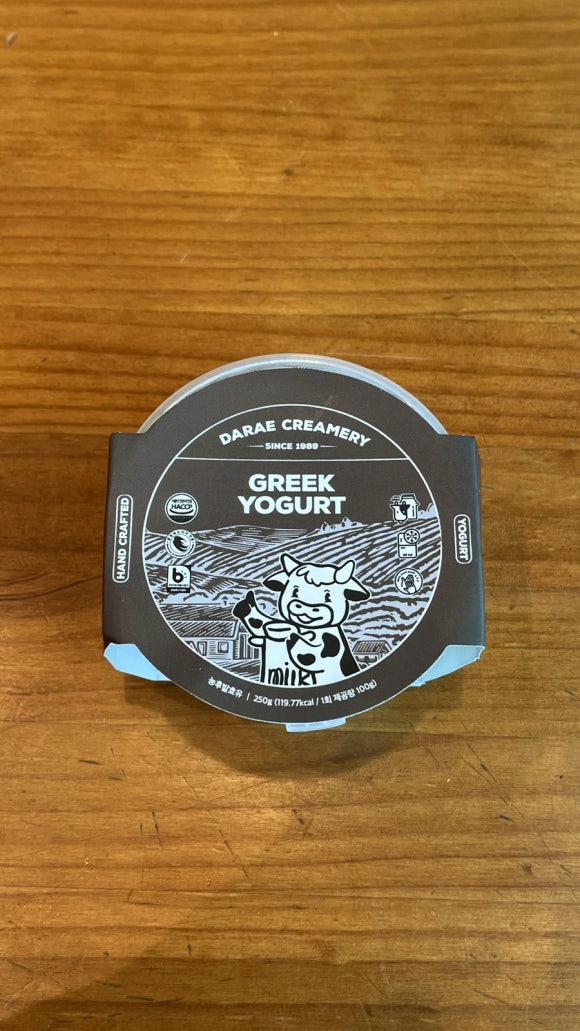 DARAE CREAMERY
SINCE 1989
GREEK
YOGURT
HACCP
HAND CRAFTED
YOGURT
milkt
농후발효유 | 250g (119.77kcal / 1회 제공량 100g)